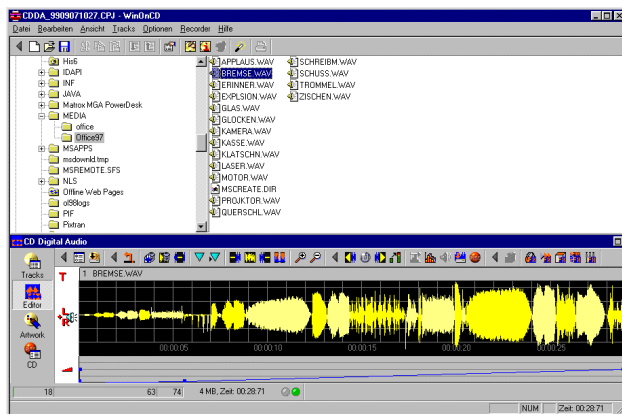 CDDA_9909071027.CPJ - WinOnCD
Datei Bearbeiten Ansicht Tracks Optionen Recorder Hilfe
His6
IDAPI
INF
JAVA
Matrox MGA PowerDesk
MEDIA
office
Office97
MSAPPS
msdownld.tmp
MSREMOTE.SFS
NLS
Offline Web Pages
ol98logs
PIF
Pixtran
APPLAUS.WAV
BREMSE.WAV
ERINNER.WAV
EXPLSION.WAV
GLAS.WAV
GLOCKEN.WAV
KAMERA.WAV
KASSE.WAV
KLATSCHN.WAV
LASER.WAV
MOTOR.WAV
MSCREATE.DIR
PROJKTOR.WAV
QUERSCHL.WAV
SCHREIBM.WAV
SCHUSS.WAV
TROMMEL.WAV
ZISCHEN.WAV
CD Digital Audio
Tracks
Editor
Artwork
CD
T
1 BREMSE.WAV
L
R
00:00:05 00:00:10 00:00:15 00:00:20 00:00:25
18 63 74 4 MB, Zeit: 00:28:71
NUM Zeit: 00:28:71